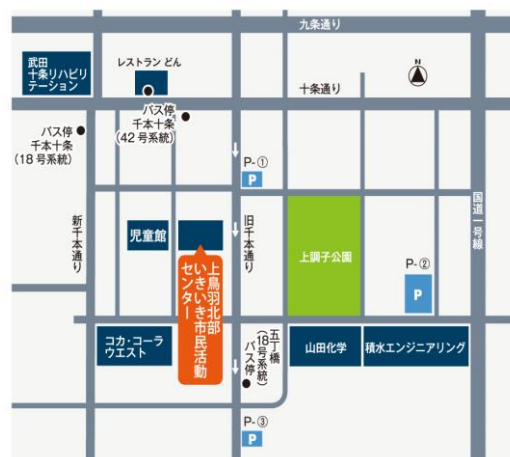 九条通り
武田
十条リハビリ
テーション
レストラン どん
N
十条通り
バス停
千本十条
(42号系統)
バス停
千本十条
(18号系統)
P-①
P
新千本通り
児童館
旧千本通り
上調子公園
国道一号線
P-②
P
上鳥羽北部
いきいき市民活動
センター
コカ・コーラ
ウエスト
五丁橋
(18号系統)
バス停
山田化学
積水エンジニアリング
P-③
P